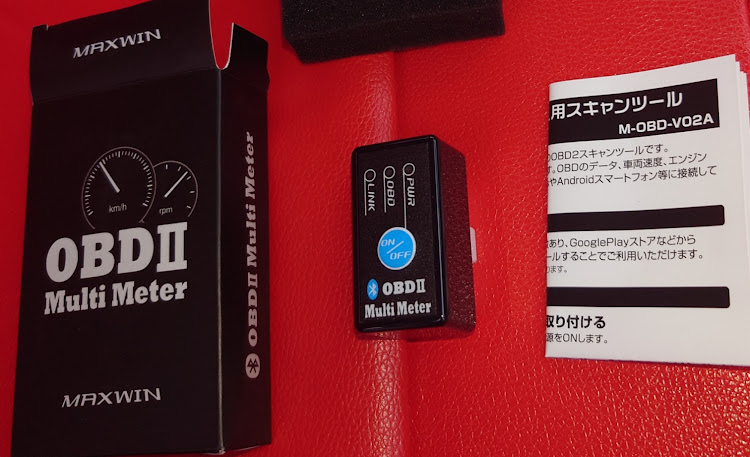 MAXWIN
km/h
rpm
OBDII
Multi Meter
MAXWIN
OBDII Multi Meter
PWR
OBD
LINK
ON/OFF
OBDII
Multi Meter
用スキャンツール
M-OBD-V02A
OBD2スキャンツールです。
。OBDのデータ、車両速度、エンジン
やAndroidスマートフォン等に接続して
あり、GooglePlayストアなどから
ールすることでご利用いただけます。
ます。
取り付ける
源をONします。